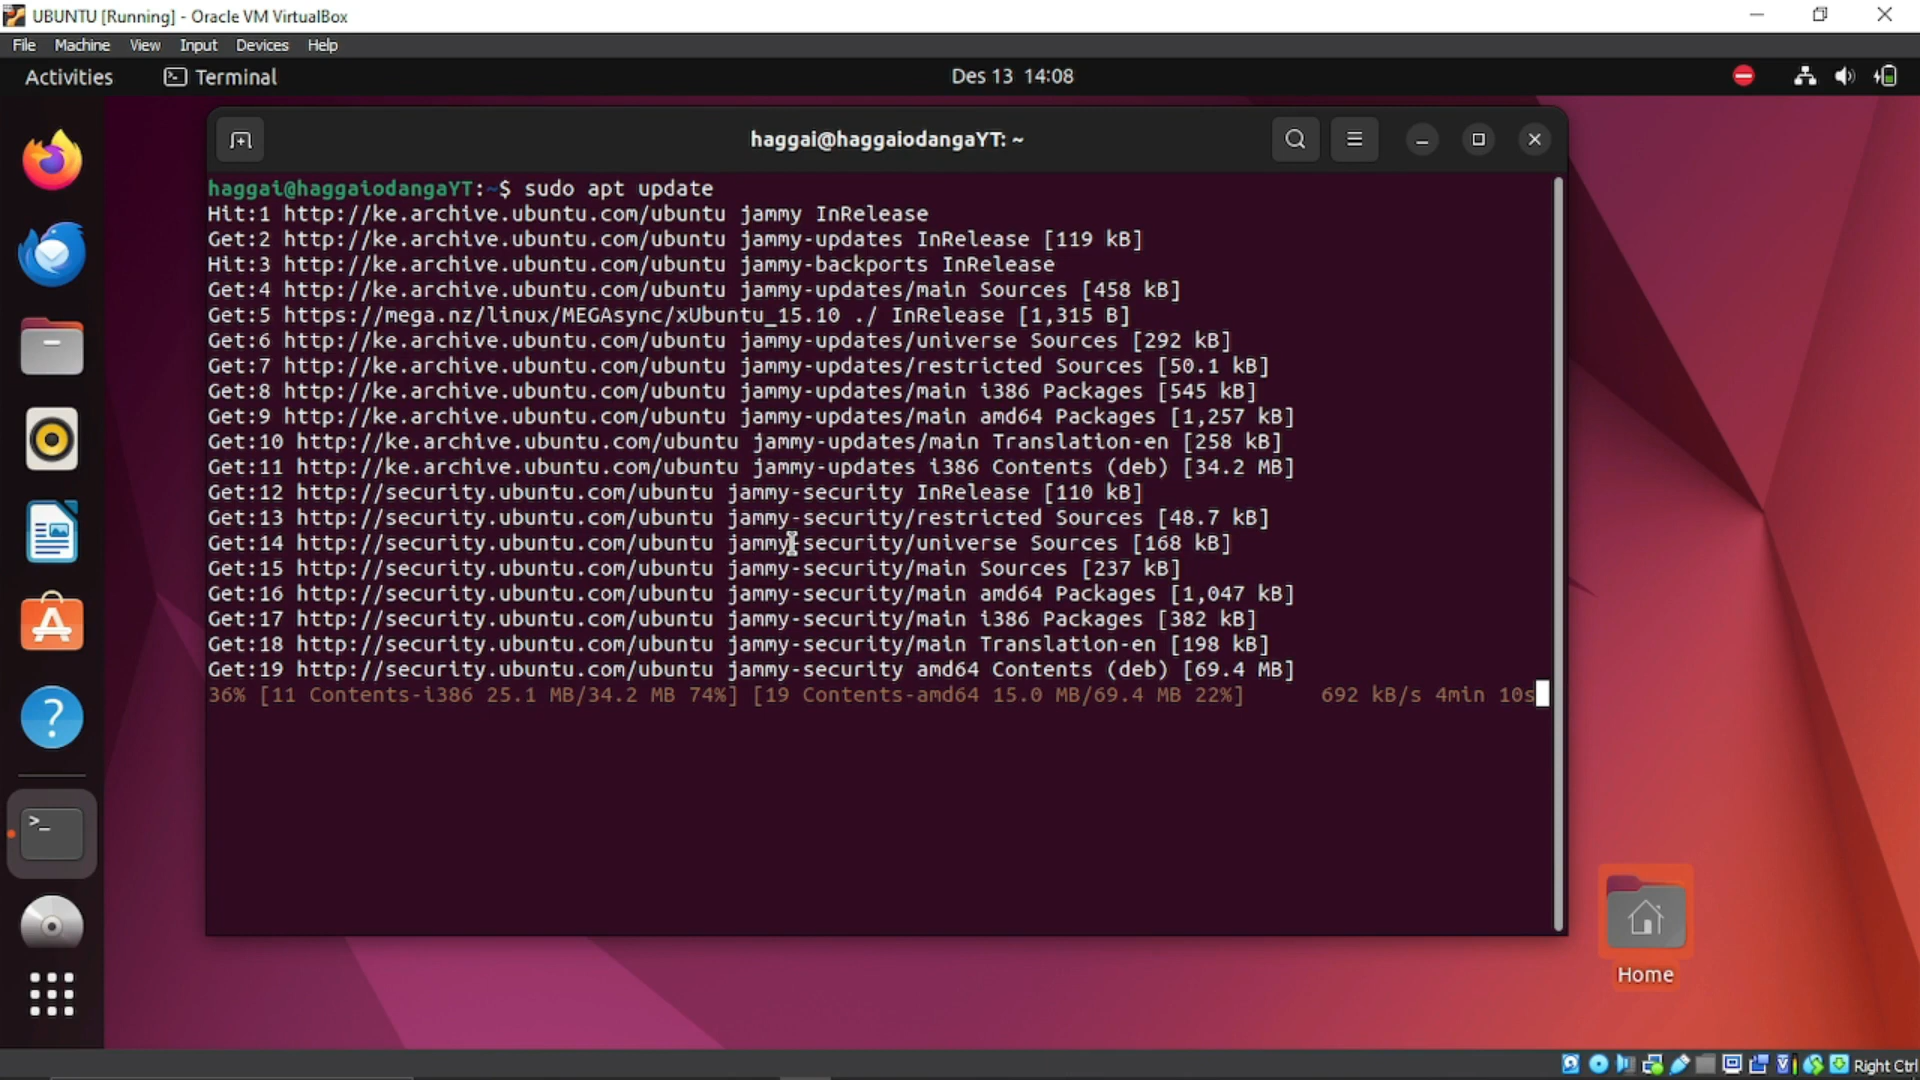 UBUNTU [Running] - Oracle VM VirtualBox
File Machine View Input Devices Help
Activities Terminal Des 13 14:08
haggai@haggaiodangaYT: ~
haggai@haggaiodangaYT:~$ sudo apt update
Hit:1 http://ke.archive.ubuntu.com/ubuntu jammy InRelease
Get:2 http://ke.archive.ubuntu.com/ubuntu jammy-updates InRelease [119 kB]
Hit:3 http://ke.archive.ubuntu.com/ubuntu jammy-backports InRelease
Get:4 http://ke.archive.ubuntu.com/ubuntu jammy-updates/main Sources [458 kB]
Get:5 https://mega.nz/linux/MEGAsync/xUbuntu_15.10 ./ InRelease [1,315 B]
Get:6 http://ke.archive.ubuntu.com/ubuntu jammy-updates/universe Sources [292 kB]
Get:7 http://ke.archive.ubuntu.com/ubuntu jammy-updates/restricted Sources [50.1 kB]
Get:8 http://ke.archive.ubuntu.com/ubuntu jammy-updates/main i386 Packages [545 kB]
Get:9 http://ke.archive.ubuntu.com/ubuntu jammy-updates/main amd64 Packages [1,257 kB]
Get:10 http://ke.archive.ubuntu.com/ubuntu jammy-updates/main Translation-en [258 kB]
Get:11 http://ke.archive.ubuntu.com/ubuntu jammy-updates i386 Contents (deb) [34.2 MB]
Get:12 http://security.ubuntu.com/ubuntu jammy-security InRelease [110 kB]
Get:13 http://security.ubuntu.com/ubuntu jammy-security/restricted Sources [48.7 kB]
Get:14 http://security.ubuntu.com/ubuntu jammy-security/universe Sources [168 kB]
Get:15 http://security.ubuntu.com/ubuntu jammy-security/main Sources [237 kB]
Get:16 http://security.ubuntu.com/ubuntu jammy-security/main amd64 Packages [1,047 kB]
Get:17 http://security.ubuntu.com/ubuntu jammy-security/main i386 Packages [382 kB]
Get:18 http://security.ubuntu.com/ubuntu jammy-security/main Translation-en [198 kB]
Get:19 http://security.ubuntu.com/ubuntu jammy-security amd64 Contents (deb) [69.4 MB]
36% [11 Contents-i386 25.1 MB/34.2 MB 74%] [19 Contents-amd64 15.0 MB/69.4 MB 22%] 692 kB/s 4min 10s
Home
Right Ctrl